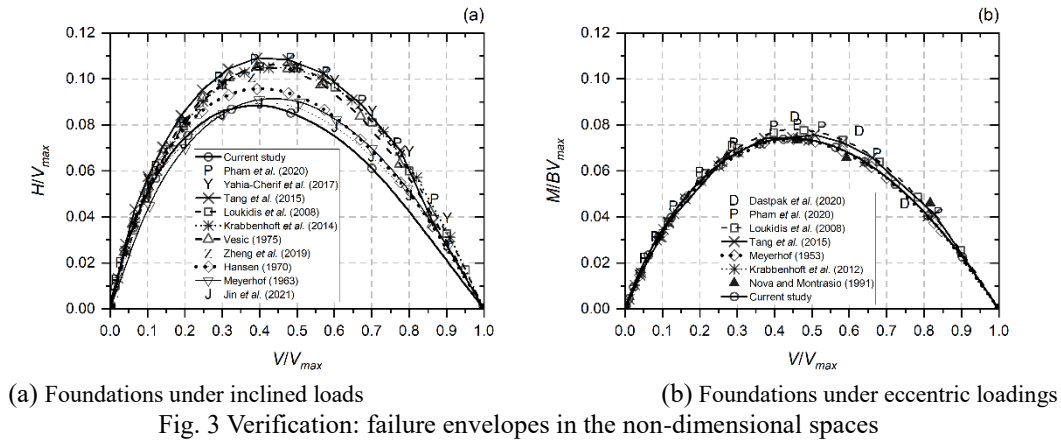 (a)
0.12
0.10
0.08
0.06
0.04
0.02
0.00
H/Vmax
Current study
P Pham et al. (2020)
Y Yahia-Cherif et al. (2017)
Tang et al. (2015)
Loukidis et al. (2008)
Krabbenhoft et al. (2014)
Vesic (1975)
Z Zheng et al. (2019)
Hansen (1970)
Meyerhof (1963)
J Jin et al. (2021)
0.0 0.1 0.2 0.3 0.4 0.5 0.6 0.7 0.8 0.9 1.0
V/Vmax
(b)
0.12
0.10
0.08
0.06
0.04
0.02
0.00
M/BVmax
D Dastpak et al. (2020)
P Pham et al. (2020)
Loukidis et al. (2008)
Tang et al. (2015)
Meyerhof (1953)
Krabbenhoft et al. (2012)
Nova and Montrasio (1991)
Current study
0.0 0.1 0.2 0.3 0.4 0.5 0.6 0.7 0.8 0.9 1.0
V/Vmax
(a) Foundations under inclined loads
(b) Foundations under eccentric loadings
Fig. 3 Verification: failure envelopes in the non-dimensional spaces